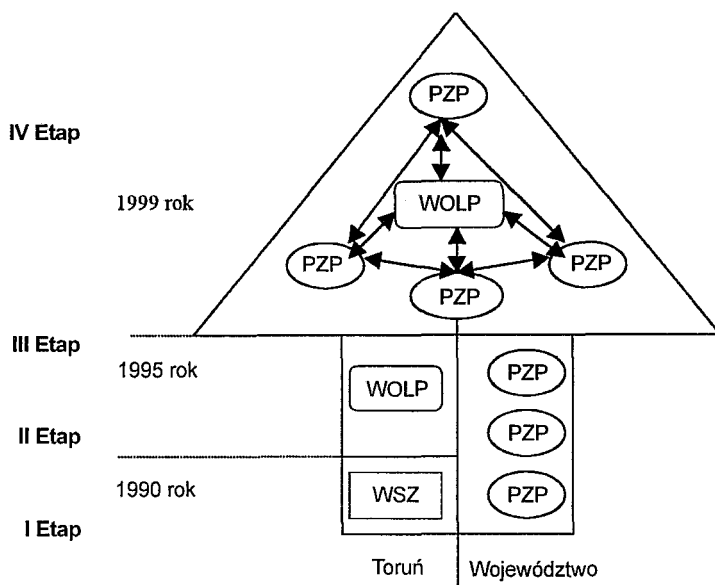 PZP
IV Etap
1999 rok
WOLP
PZP
PZP
PZP
III Etap
1995 rok
WOLP
PZP
II Etap
PZP
1990 rok
WSZ
PZP
I Etap
Toruń
Województwo